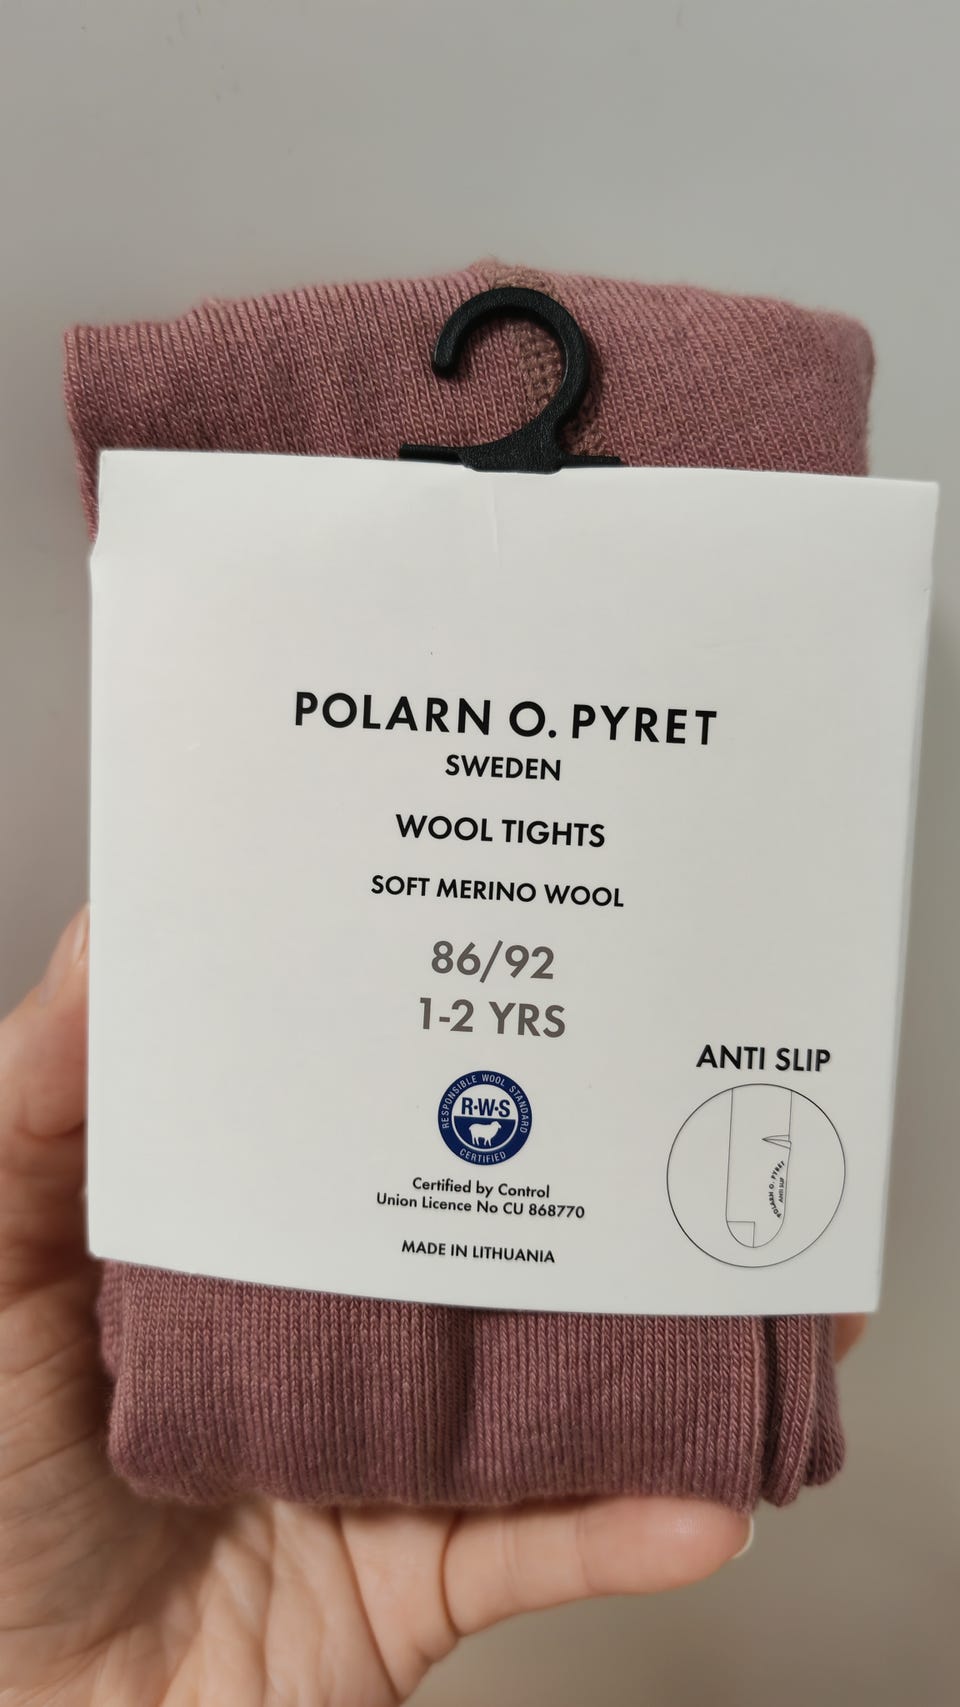 POLARN O. PYRET
SWEDEN
WOOL TIGHTS
SOFT MERINO WOOL
86/92
1-2 YRS
RESPONSIBLE WOOL STANDARD
R·W·S
CERTIFIED
Certified by Control
Union Licence No CU 868770
MADE IN LITHUANIA
ANTI SLIP
POLARN O. PYRET
ANTI SLIP